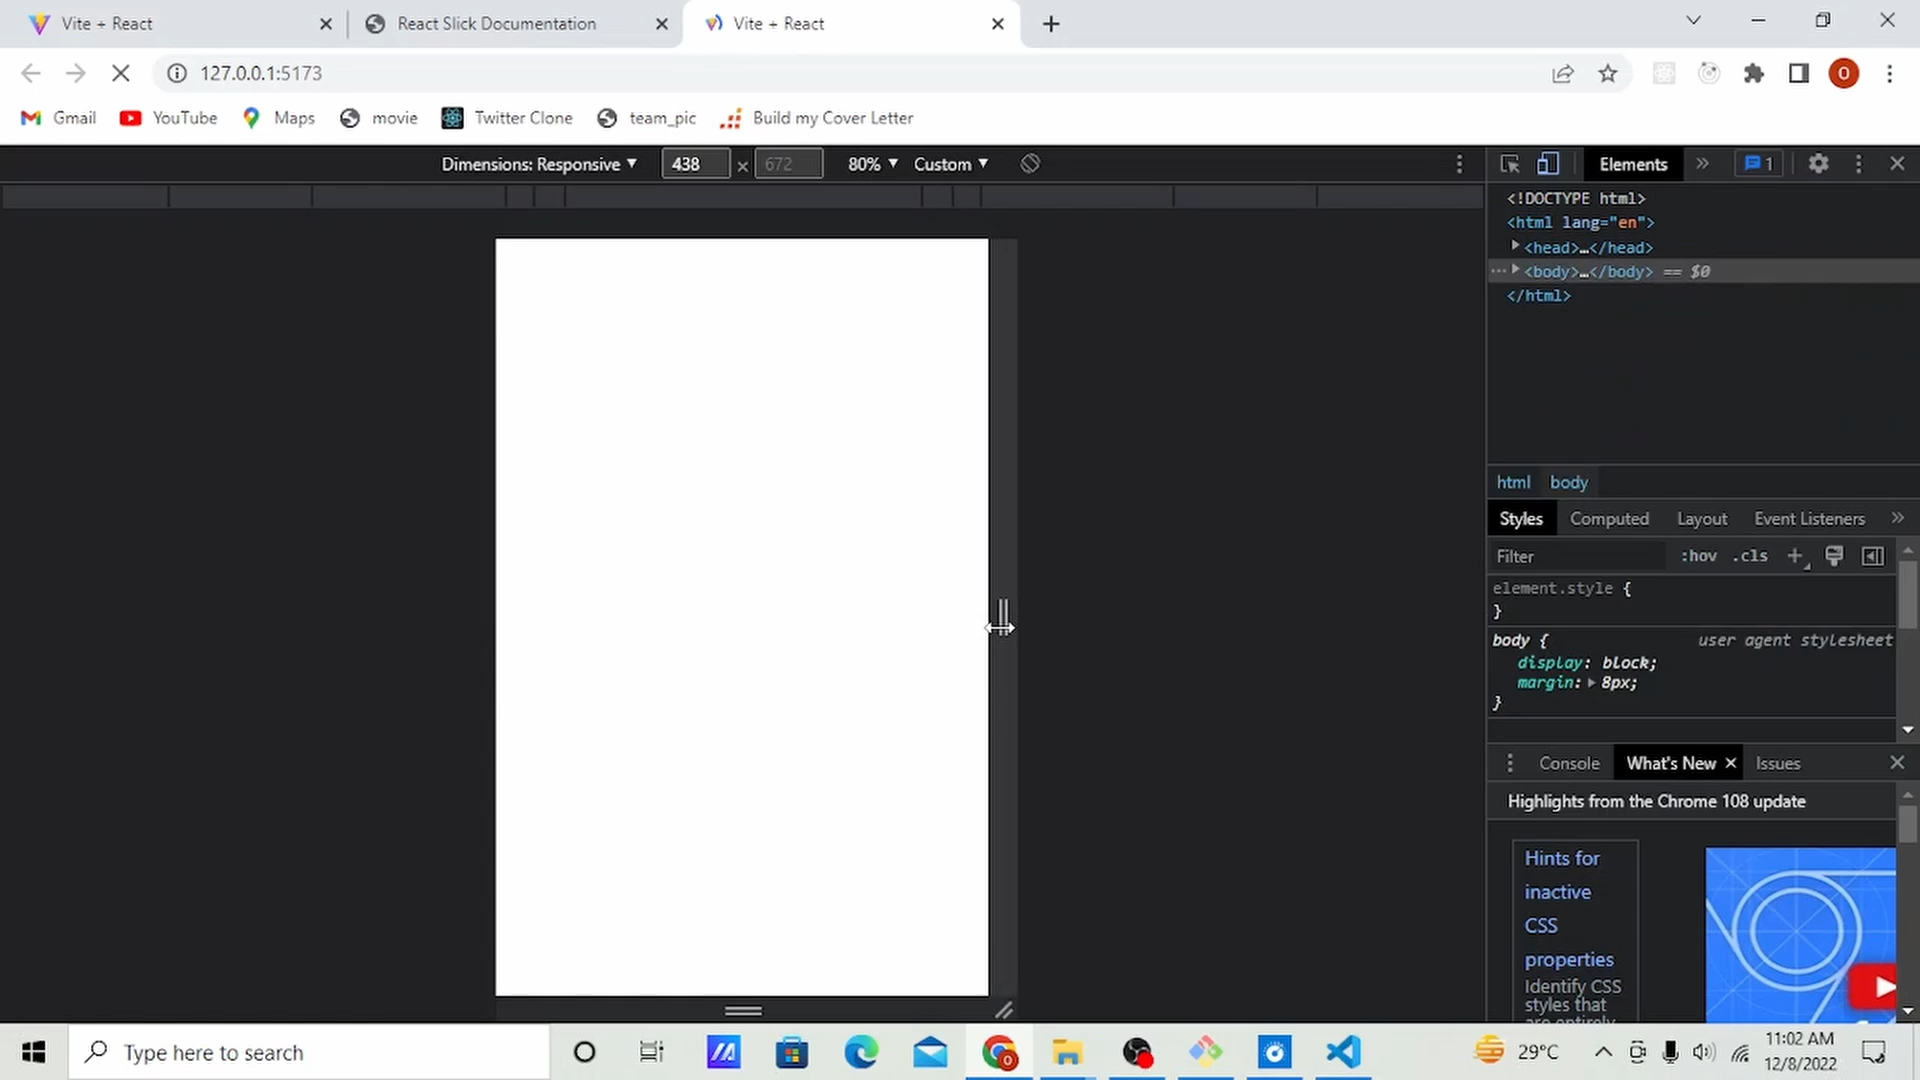 Vite + React
React Slick Documentation
Vite + React
127.0.0.1:5173
O
Gmail
YouTube
Maps
movie
Twitter Clone
team_pic
Build my Cover Letter
Dimensions: Responsive
438
×
672
80%
Custom
Elements
1
<!DOCTYPE html>
<html lang="en">
<head>…</head>
<body>…</body> == $0
</html>
html
body
Styles
Computed
Layout
Event Listeners
Filter
:hov
.cls
element.style {
}
body {
user agent stylesheet
display: block;
margin: 8px;
}
Console
What's New
Issues
Highlights from the Chrome 108 update
Hints for
inactive
CSS
properties
Identify CSS
styles that
are entirely
Type here to search
29°C
11:02 AM
12/8/2022